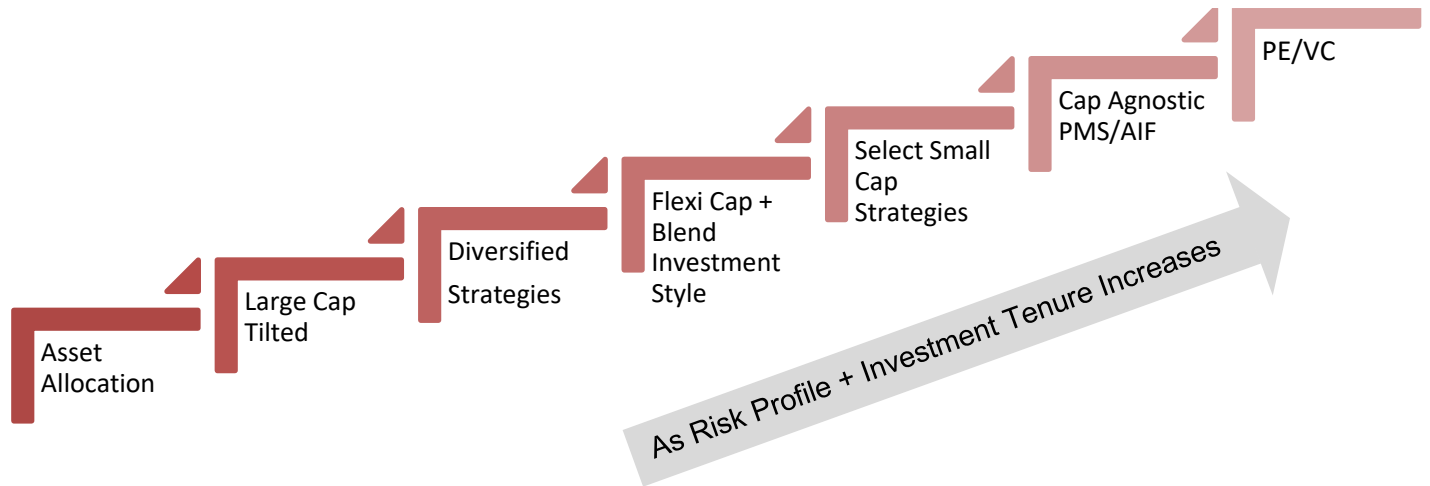 Asset
Allocation
Large Cap
Tilted
Diversified
Strategies
Flexi Cap +
Blend
Investment
Style
Select Small
Cap
Strategies
Cap Agnostic
PMS/AIF
PE/VC
As Risk Profile + Investment Tenure Increases